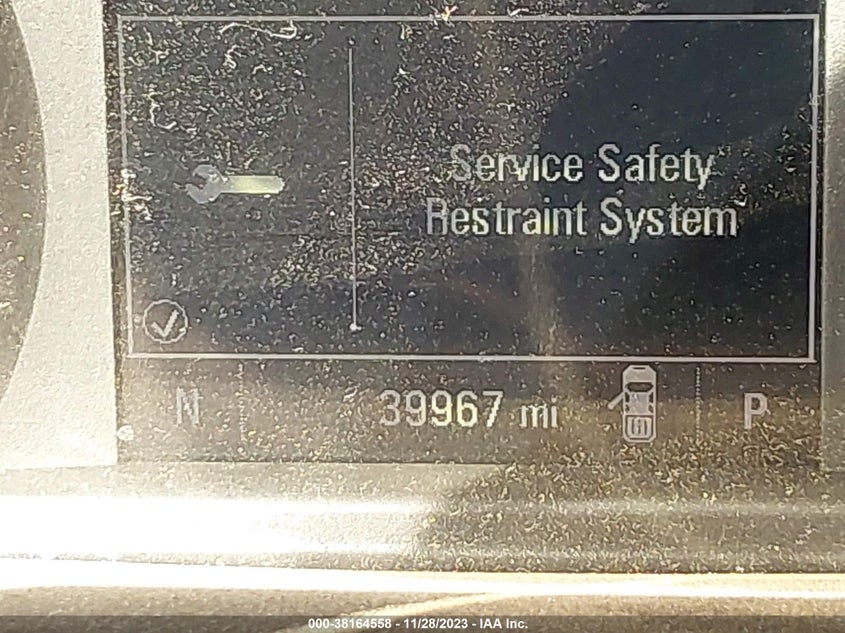 Service Safety
Restraint System
N 39967 mi P
000-38164558 - 11/28/2023 - IAA Inc.